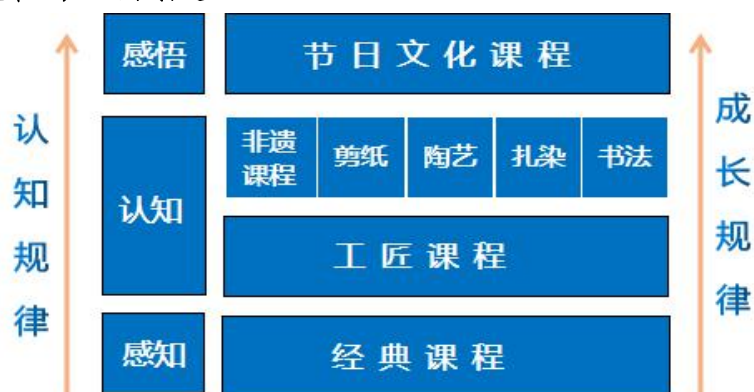 感悟
节日文化课程
认知规律
成长规律
认知
非遗
课程
剪纸
陶艺
扎染
书法
工匠课程
感知
经典课程